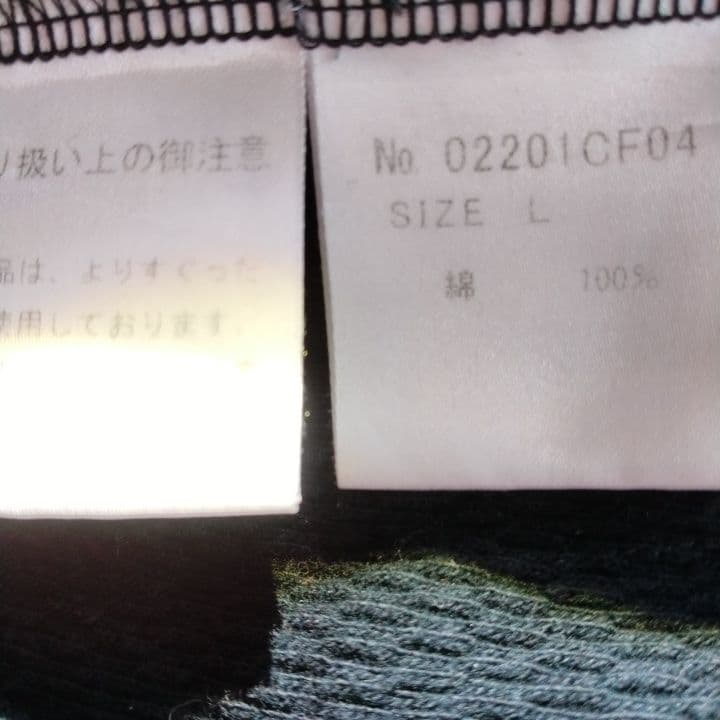 り扱い上の御注意
品は、よりすぐった
使用しております。
No. 02201CF04
SIZE L
綿 100%